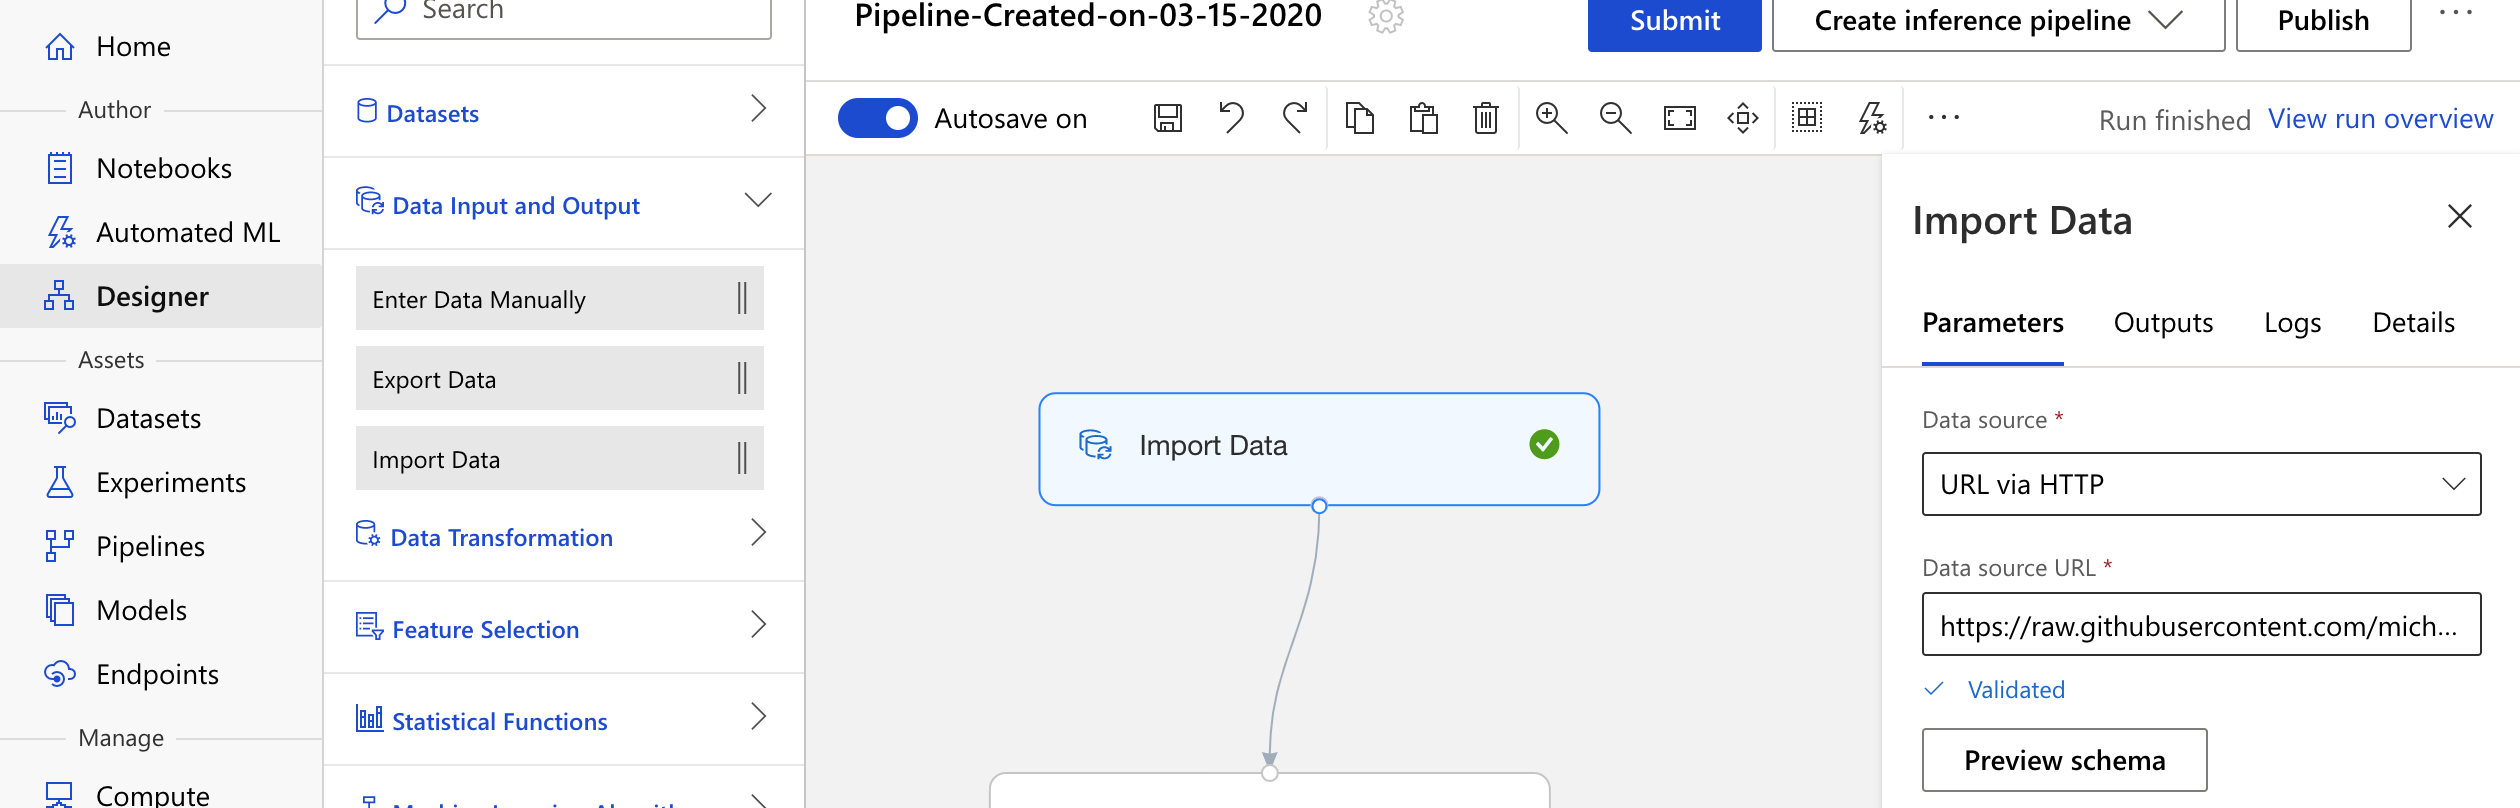 Home
Author
Notebooks
Automated ML
Designer
Assets
Datasets
Experiments
Pipelines
Models
Endpoints
Manage
Compute
Search
Datasets
Data Input and Output
Enter Data Manually
Export Data
Import Data
Data Transformation
Feature Selection
Statistical Functions
Pipeline-Created-on-03-15-2020
Submit
Create inference pipeline
Publish
Autosave on
Run finished View run overview
Import Data
Import Data
Parameters Outputs Logs Details
Data source *
URL via HTTP
Data source URL *
https://raw.githubusercontent.com/mich...
Validated
Preview schema